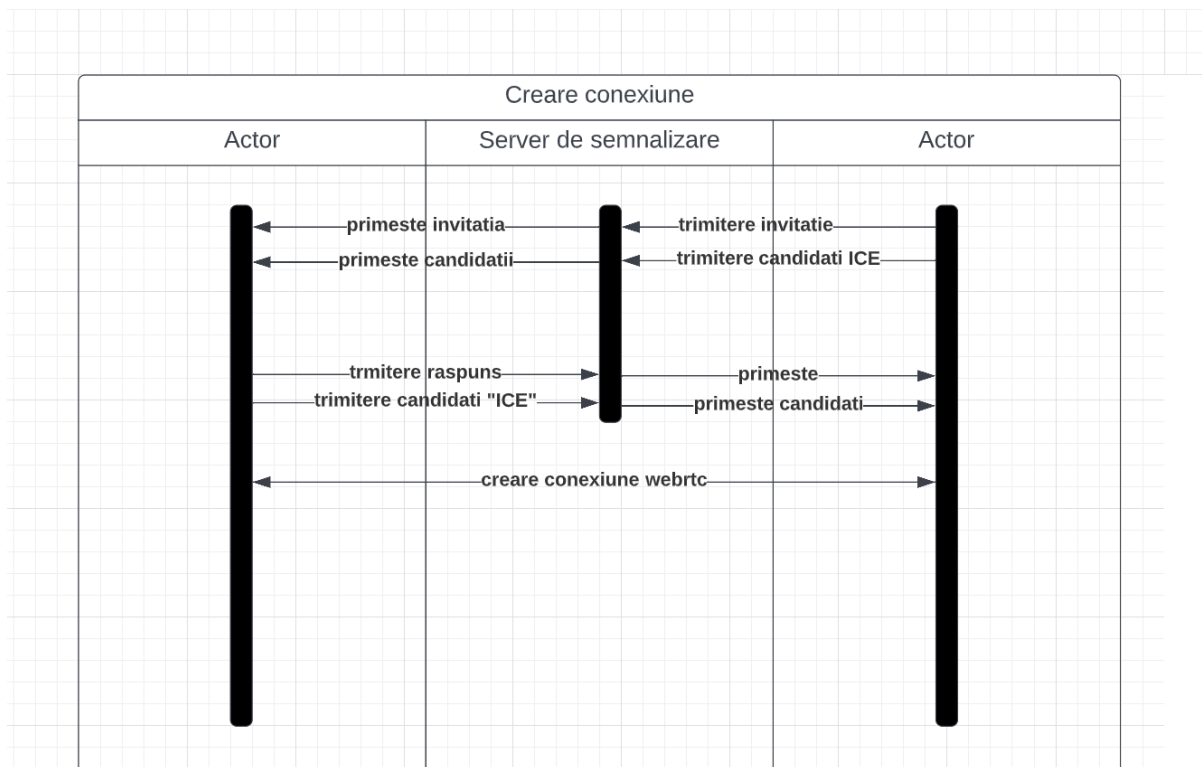 Creare conexiune
Actor
Server de semnalizare
Actor
primeste invitatia
trimitere invitatie
primeste candidatii
trimitere candidati ICE
trmitere raspuns
primeste
trimitere candidati "ICE"
primeste candidati
creare conexiune webrtc